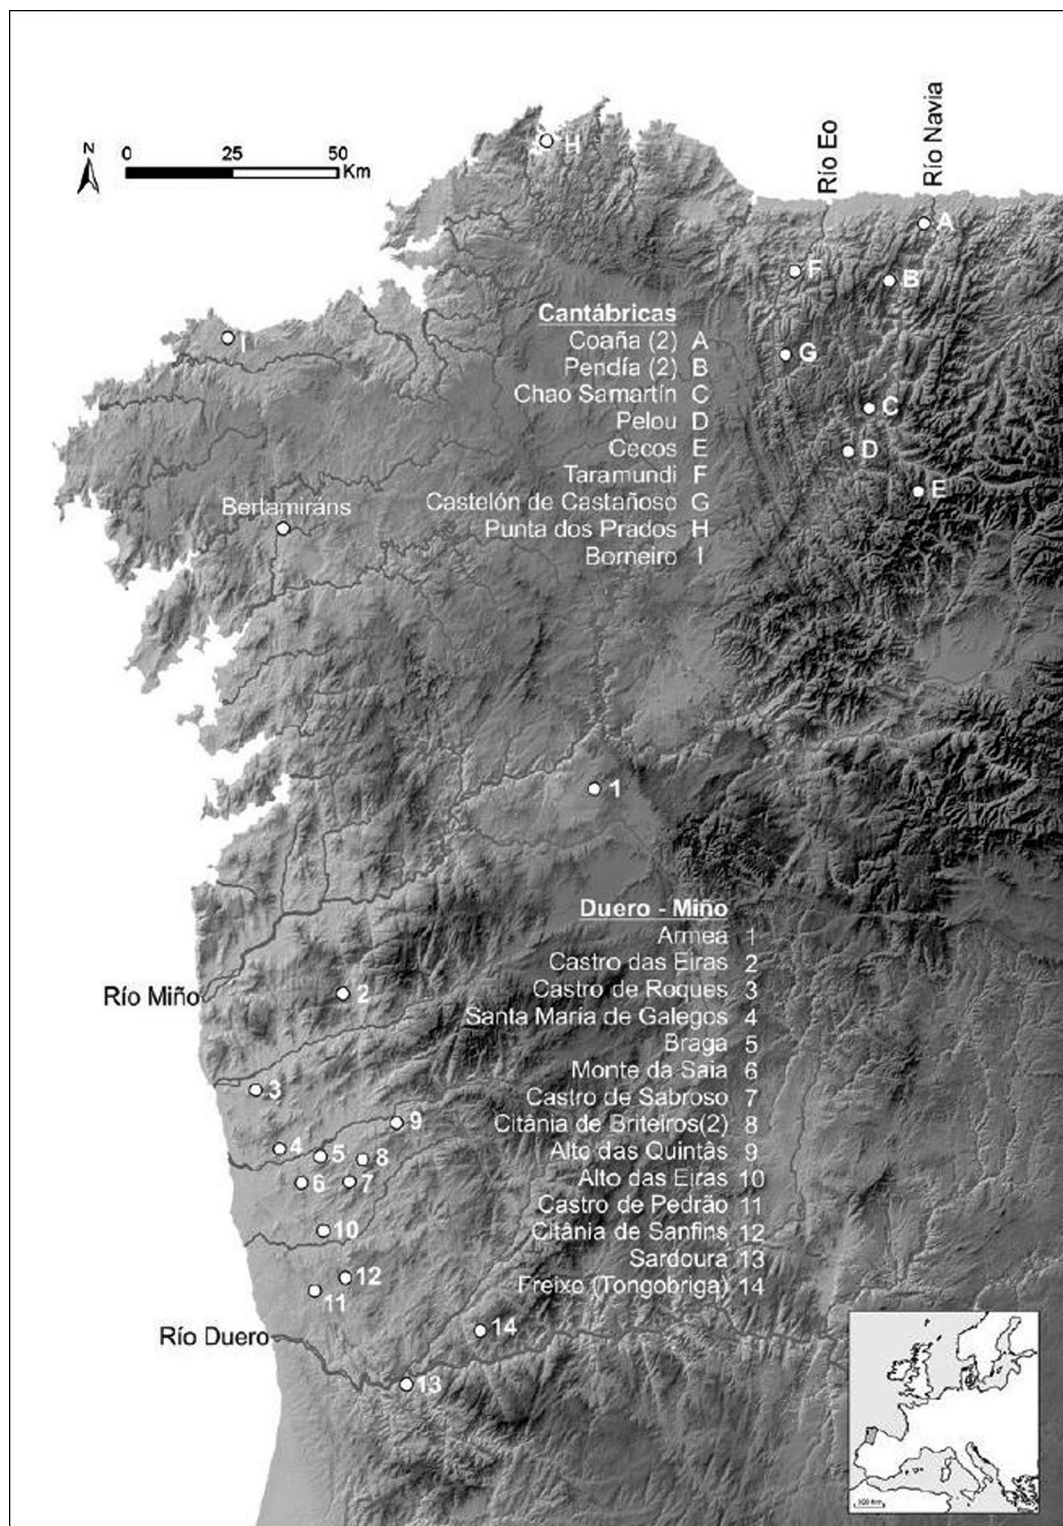 N
0 25 50
Km
Río Eo
Río Navia
H
A
F
B
G
C
D
E
I
Cantábricas
Coaña (2) A
Pendía (2) B
Chao Samartín C
Pelou D
Cecos E
Taramundi F
Castelón de Castañoso G
Punta dos Prados H
Borneiro I
Bertamiráns
1
Duero - Miño
Armea 1
Castro das Eiras 2
Castro de Roques 3
Santa Maria de Galegos 4
Braga 5
Monte da Saia 6
Castro de Sabroso 7
Citânia de Briteiros(2) 8
Alto das Quintâs 9
Alto das Eiras 10
Castro de Pedrão 11
Citânia de Sanfins 12
Sardoura 13
Freixo (Tongobriga) 14
Río Miño
2
3
9
4
5
8
6
7
10
12
11
Río Duero
14
13